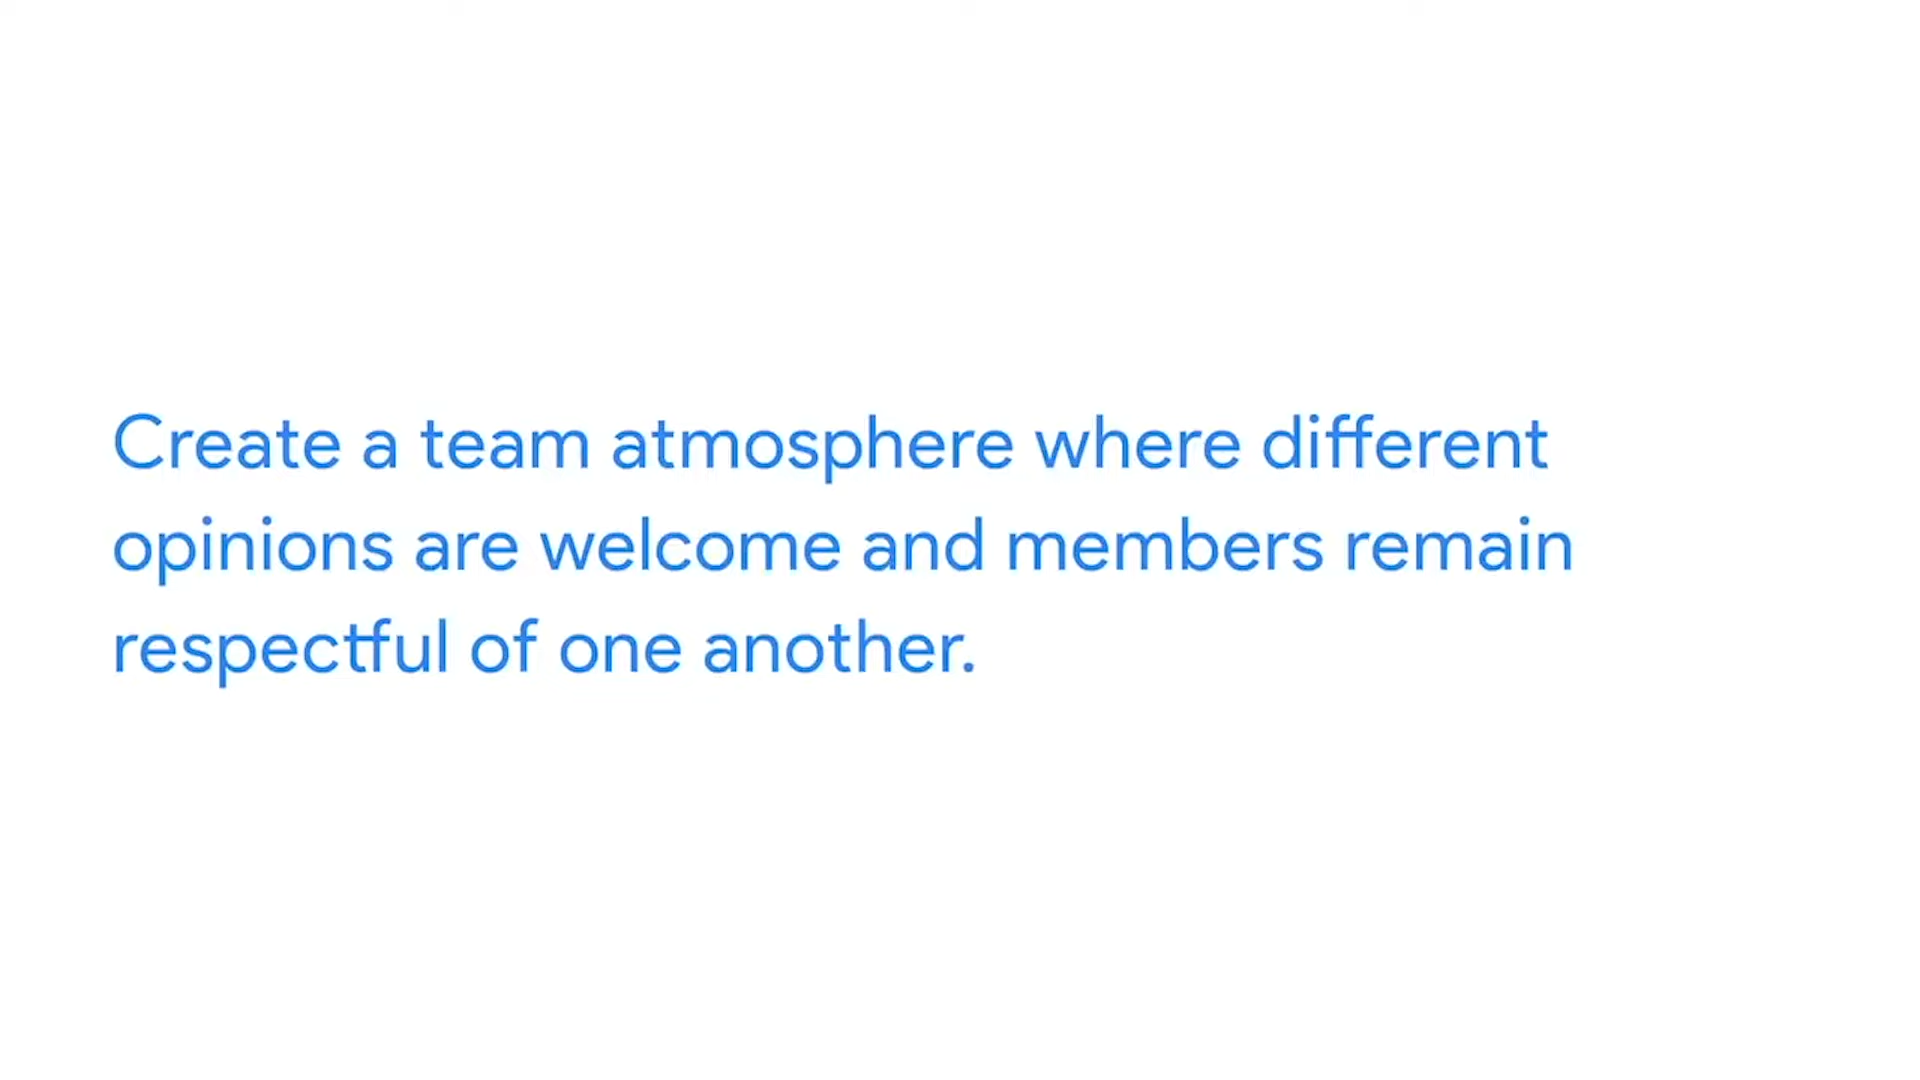 Create a team atmosphere where different
opinions are welcome and members remain
respectful of one another.